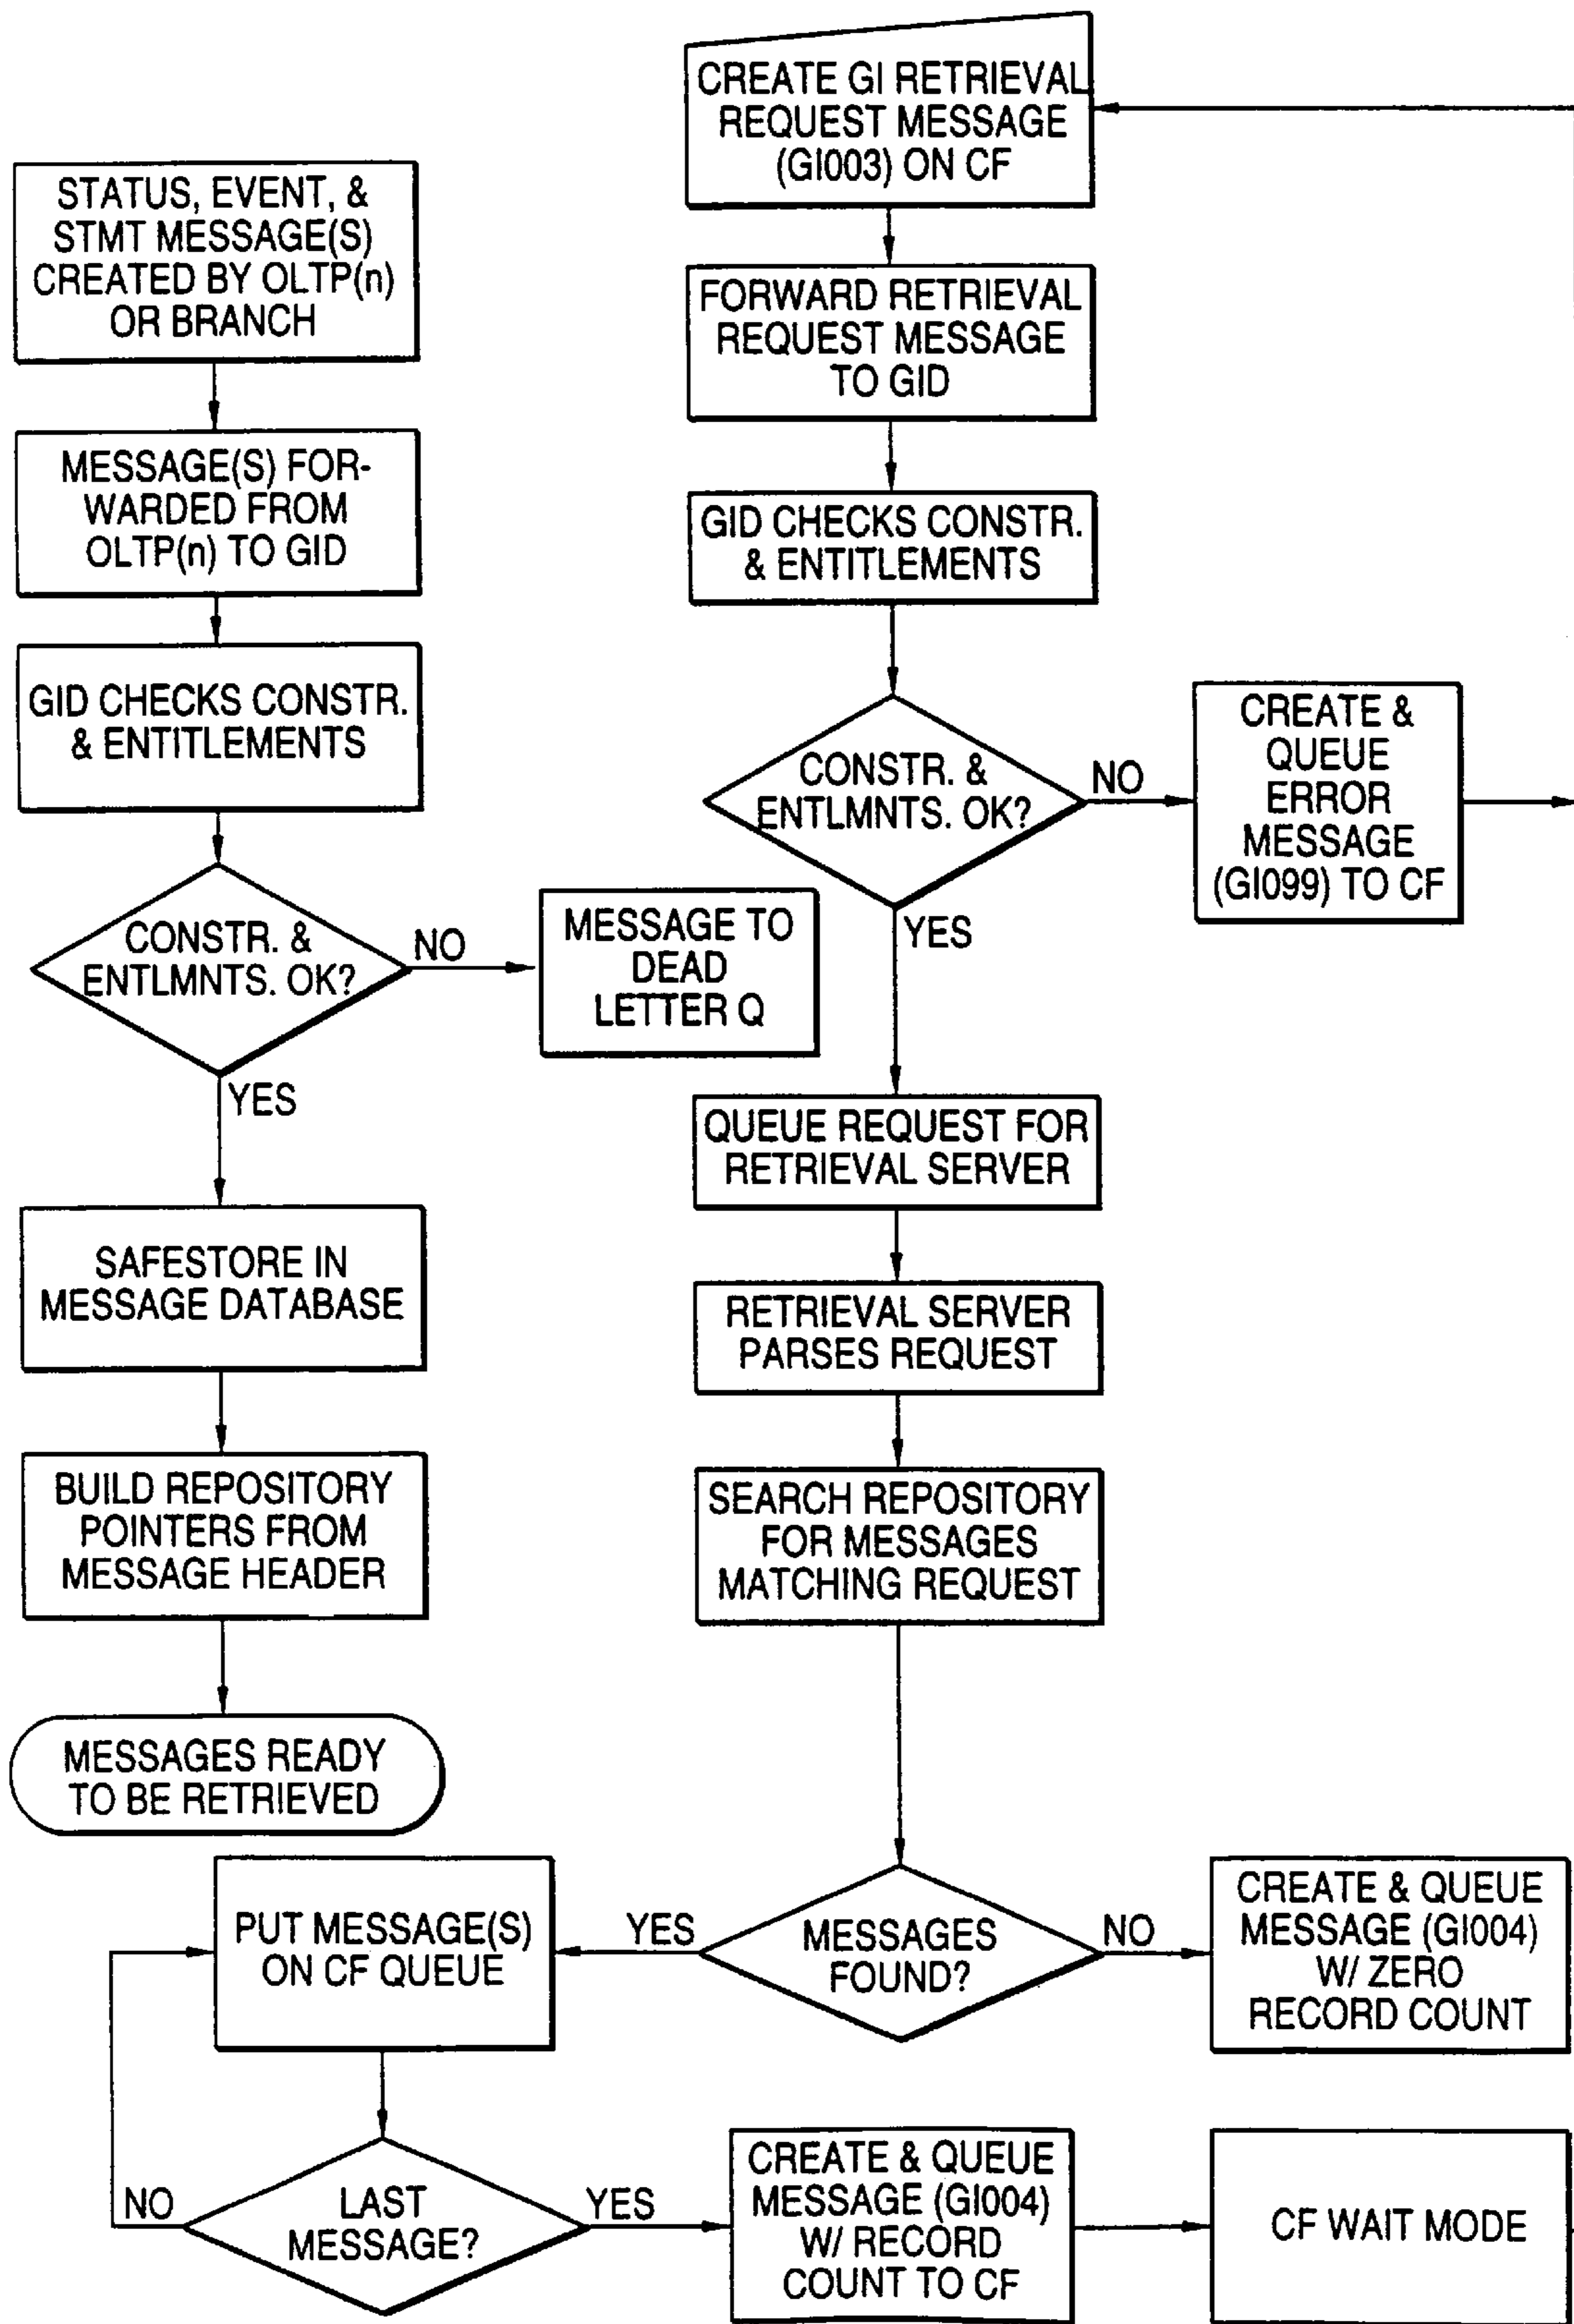 STATUS, EVENT, &
STMT MESSAGE(S)
CREATED BY OLTP(n)
OR BRANCH
MESSAGE(S) FOR-
WARDED FROM
OLTP(n) TO GID
GID CHECKS CONSTR.
& ENTITLEMENTS
CONSTR. &
ENTLMNTS. OK?
NO
MESSAGE TO
DEAD
LETTER Q
YES
SAFESTORE IN
MESSAGE DATABASE
BUILD REPOSITORY
POINTERS FROM
MESSAGE HEADER
MESSAGES READY
TO BE RETRIEVED
CREATE GI RETRIEVAL
REQUEST MESSAGE
(GI003) ON CF
FORWARD RETRIEVAL
REQUEST MESSAGE
TO GID
GID CHECKS CONSTR.
& ENTITLEMENTS
CONSTR. &
ENTLMNTS. OK?
NO
CREATE &
QUEUE
ERROR
MESSAGE
(GI099) TO CF
YES
QUEUE REQUEST FOR
RETRIEVAL SERVER
RETRIEVAL SERVER
PARSES REQUEST
SEARCH REPOSITORY
FOR MESSAGES
MATCHING REQUEST
MESSAGES
FOUND?
NO
CREATE & QUEUE
MESSAGE (GI004)
W/ ZERO
RECORD COUNT
YES
PUT MESSAGE(S)
ON CF QUEUE
LAST
MESSAGE?
NO
YES
CREATE & QUEUE
MESSAGE (GI004)
W/ RECORD
COUNT TO CF
CF WAIT MODE